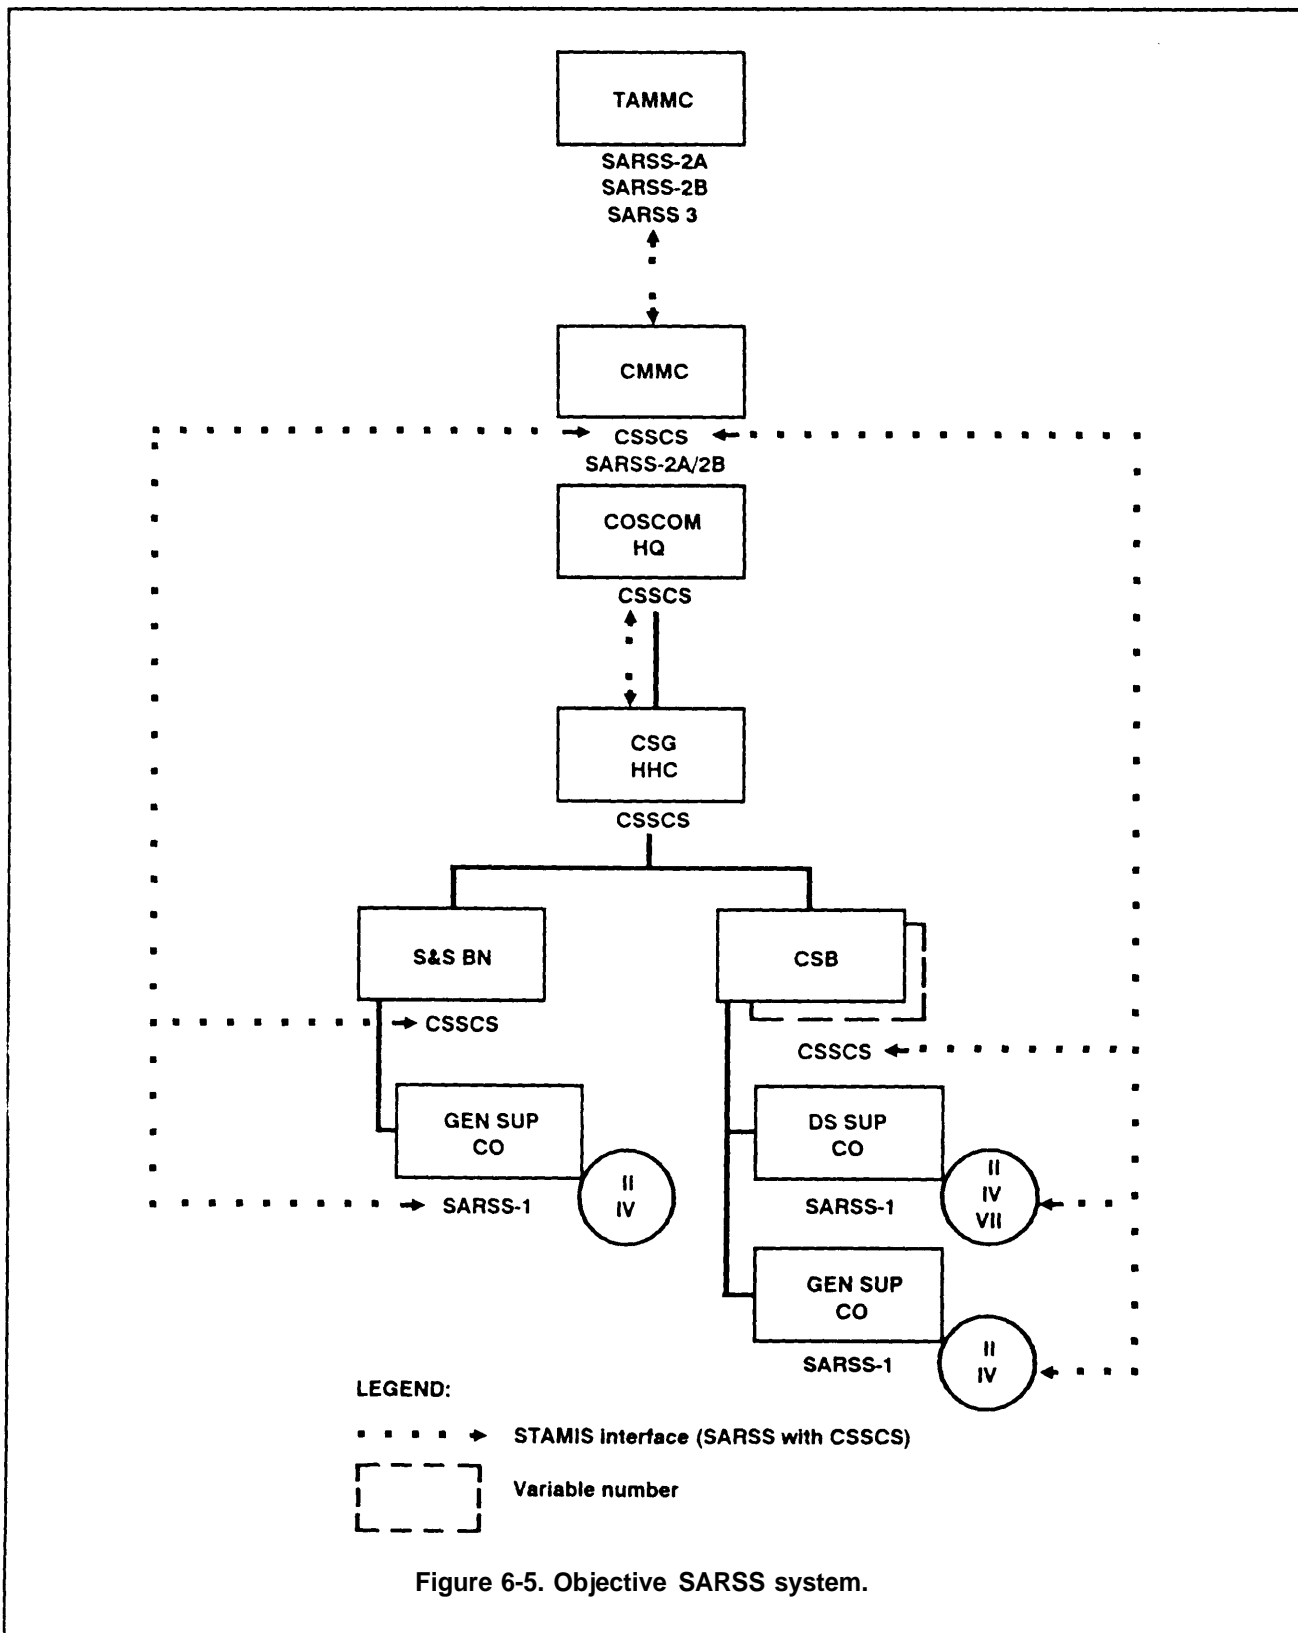 TAMMC
SARSS-2A
SARSS-2B
SARSS 3
CMMC
CSSCS
SARSS-2A/2B
COSCOM
HQ
CSSCS
CSG
HHC
CSSCS
S&S BN
CSB
CSSCS
CSSCS
GEN SUP
CO
DS SUP
CO
II
IV
II
IV
VII
SARSS-1
SARSS-1
GEN SUP
CO
II
IV
SARSS-1
LEGEND:
STAMIS interface (SARSS with CSSCS)
Variable number
Figure 6-5. Objective SARSS system.